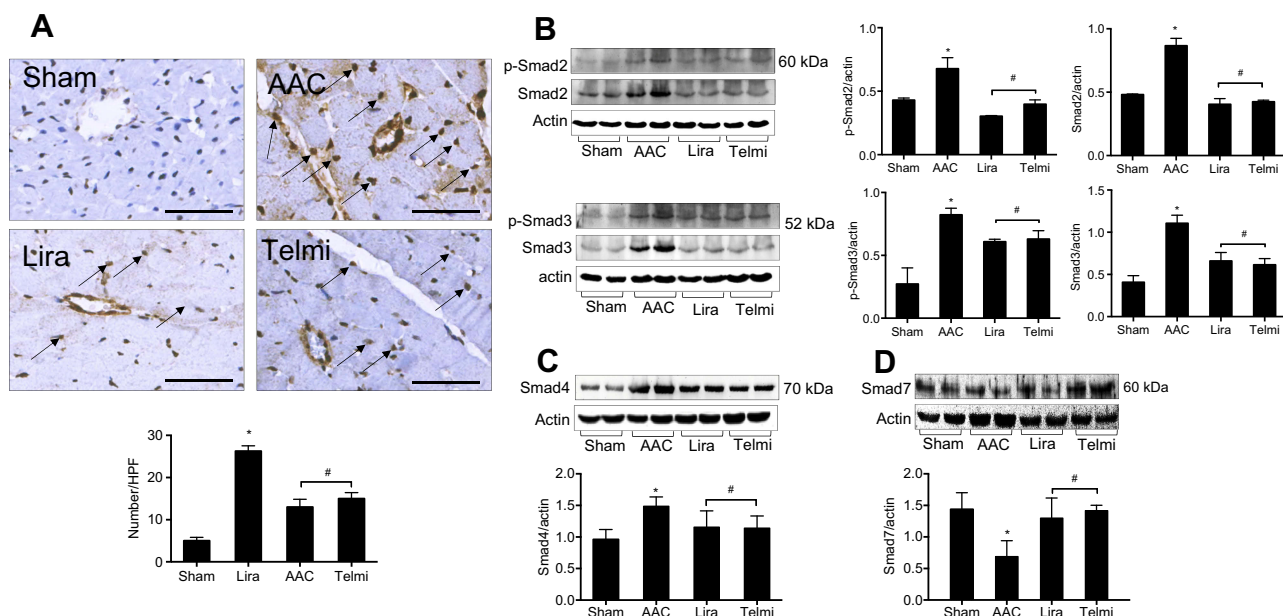 A
Sham
AAC
Lira
Telmi
Number/HPF
30
20
10
0
*
#
Sham Lira AAC Telmi
B
p-Smad2
60 kDa
Smad2
Actin
Sham AAC Lira Telmi
p-Smad2/actin
1.0
0.5
0.0
*
#
Sham AAC Lira Telmi
Smad2/actin
1.0
0.5
0.0
*
#
Sham AAC Lira Telmi
p-Smad3
52 kDa
Smad3
actin
Sham AAC Lira Telmi
p-Smad3/actin
1.0
0.5
0.0
*
#
Sham AAC Lira Telmi
Smad3/actin
1.5
1.0
0.5
0.0
*
#
Sham AAC Lira Telmi
C
Smad4
70 kDa
Actin
Sham AAC Lira Telmi
Smad4/actin
2.0
1.5
1.0
0.5
0.0
*
#
Sham AAC Lira Telmi
D
Smad7
60 kDa
Actin
Sham AAC Lira Telmi
Smad7/actin
2.0
1.5
1.0
0.5
0.0
*
#
Sham AAC Lira Telmi